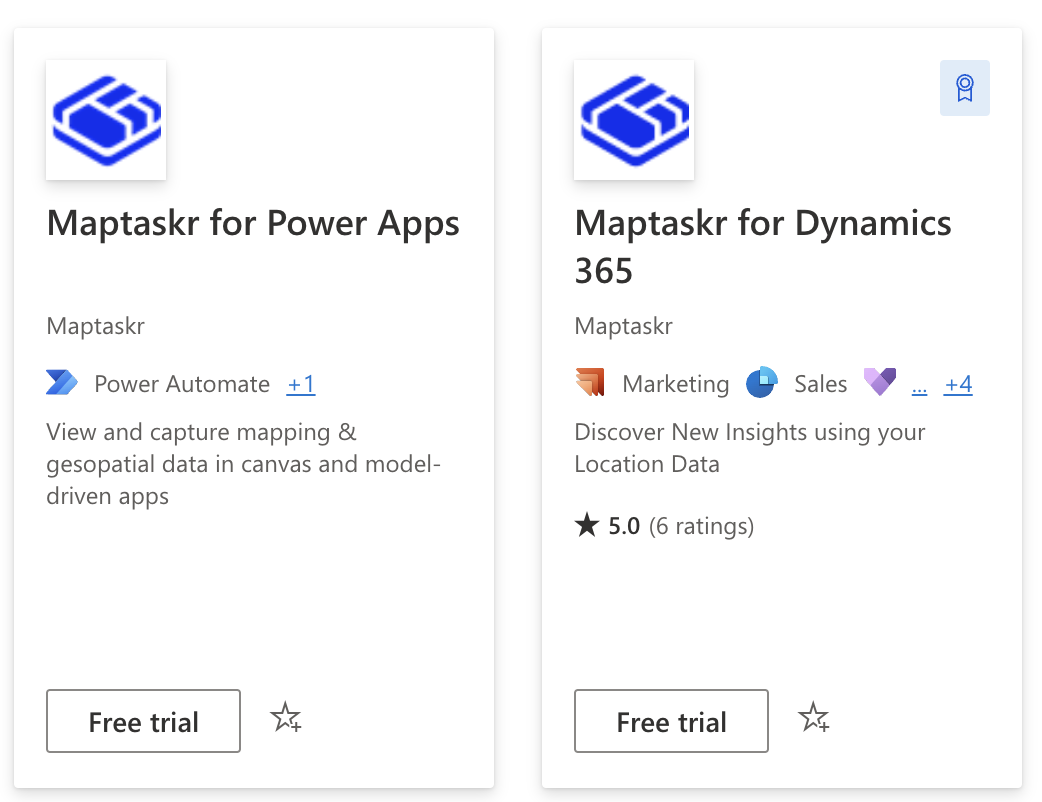 Maptaskr for Power Apps
Maptaskr
Power Automate +1
View and capture mapping &
gesopatial data in canvas and model-
driven apps
Free trial
Maptaskr for Dynamics
365
Maptaskr
Marketing Sales ... +4
Discover New Insights using your
Location Data
5.0 (6 ratings)
Free trial